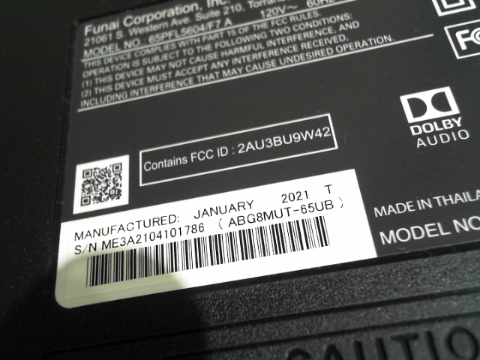 Funai Corporation, Inc.
21061 S. Western Ave. Suite 210, Torrance
MODEL NO. 65PFL5604/F7 A 120V~ 60Hz
THIS DEVICE COMPLIES WITH PART 15 OF THE FCC RULES.
OPERATION IS SUBJECT TO THE FOLLOWING TWO CONDITIONS:
(1) THIS DEVICE MAY NOT CAUSE HARMFUL INTERFERENCE, AND
(2) THIS DEVICE MUST ACCEPT ANY INTERFERENCE RECEIVED,
INCLUDING INTERFERENCE THAT MAY CAUSE UNDESIRED OPERATION.
FC
DOLBY
AUDIO
Contains FCC ID : 2AU3BU9W42
MANUFACTURED: JANUARY 2021 T
S/N ME3A2104101786 ( ABG8MUT-65UB )
MADE IN THAILA
MODEL NO
CAUTION